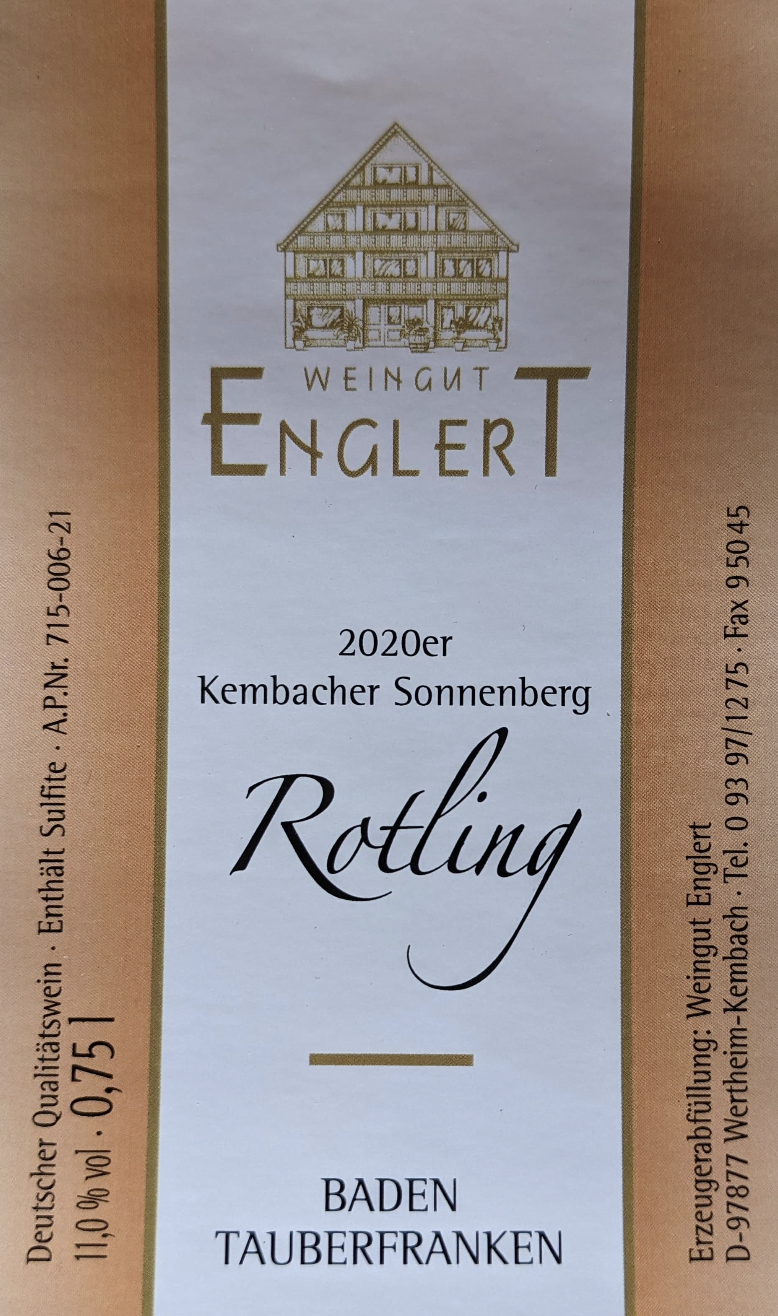 WEINGUT
ENGLERT
2020er
Kembacher Sonnenberg
Rotling
BADEN
TAUBERFRANKEN
Deutscher Qualitätswein · Enthält Sulfite · A.P.Nr. 715-006-21
11,0 % vol · 0,75 l
Erzeugerabfüllung: Weingut Englert
D-97877 Wertheim-Kembach · Tel. 0 93 97/12 75 · Fax 9 50 45